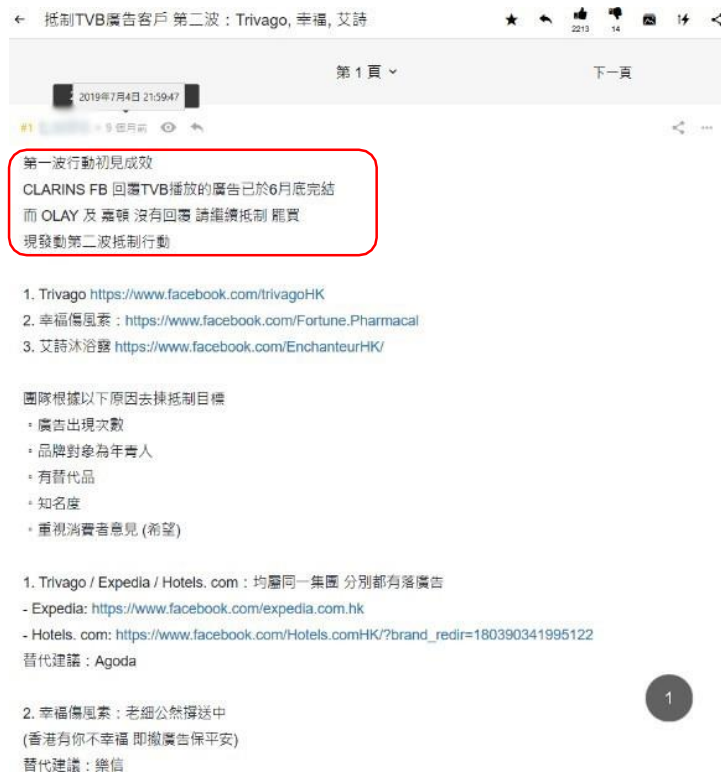 抵制TVB廣告客戶 第二波：Trivago, 幸福, 艾詩
2213
14
第 1 頁
下一頁
2019年7月4日 21:59:47
#1
9 個月前
第一波行動初見成效
CLARINS FB 回覆TVB播放的廣告已於6月底完結
而 OLAY 及 嘉頓 沒有回覆 請繼續抵制 罷買
現發動第二波抵制行動
1. Trivago https://www.facebook.com/trivagoHK
2. 幸福傷風素：https://www.facebook.com/Fortune.Pharmacal
3. 艾詩沐浴露 https://www.facebook.com/EnchanteurHK/
團隊根據以下原因去揀抵制目標
。廣告出現次數
。品牌對象為年青人
。有替代品
。知名度
。重視消費者意見 (希望)
1. Trivago / Expedia / Hotels. com：均屬同一集團 分別都有落廣告
- Expedia: https://www.facebook.com/expedia.com.hk
- Hotels. com: https://www.facebook.com/Hotels.comHK/?brand_redir=180390341995122
替代建議：Agoda
1
2. 幸福傷風素：老細公然撐送中
(香港有你不幸福 即撤廣告保平安)
替代建議：樂信